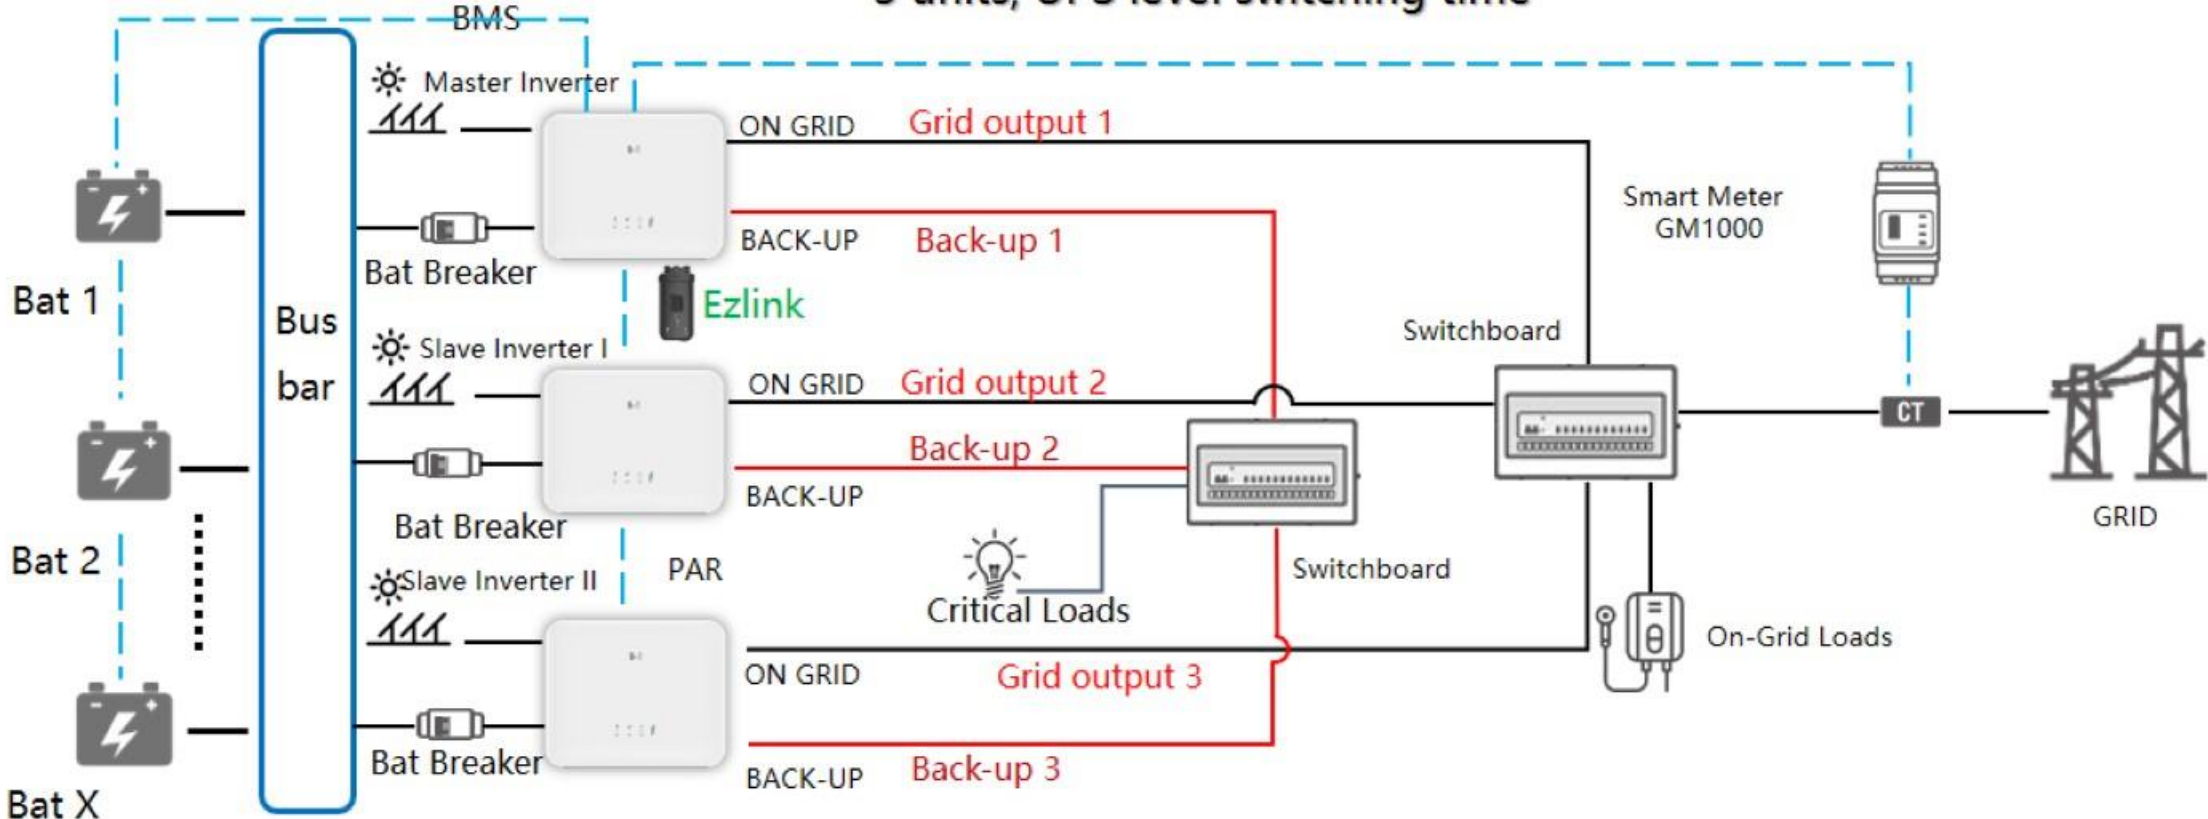 BMS
Master Inverter
ON GRID
Grid output 1
Smart Meter
GM1000
BACK-UP
Back-up 1
Bat Breaker
Bat 1
Ezlink
Bus
bar
Switchboard
Slave Inverter I
ON GRID
Grid output 2
CT
Back-up 2
BACK-UP
GRID
Bat Breaker
Bat 2
PAR
Switchboard
Slave Inverter II
Critical Loads
On-Grid Loads
ON GRID
Grid output 3
Bat Breaker
BACK-UP
Back-up 3
Bat X